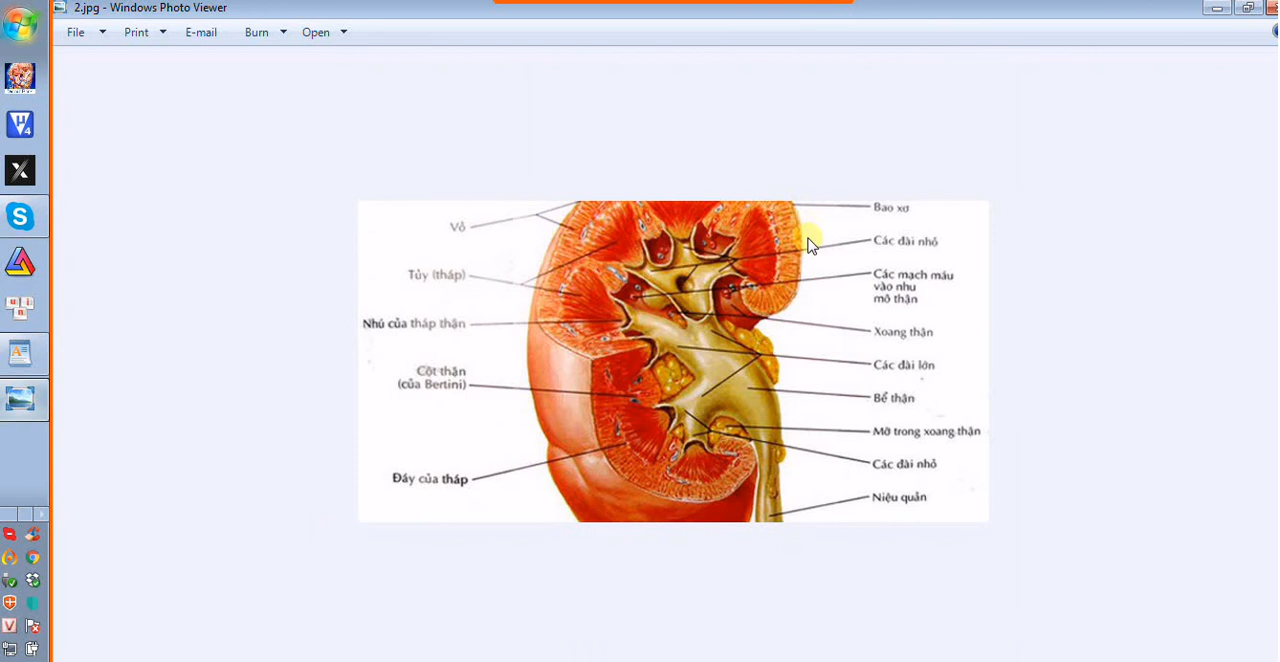 2.jpg - Windows Photo Viewer
File Print E-mail Burn Open
Vỏ
Tủy (tháp)
Nhú của tháp thận
Cột thận
(của Bertini)
Đáy của tháp
Bao xơ
Các đài nhỏ
Các mạch máu
vào nhu
mô thận
Xoang thận
Các đài lớn
Bể thận
Mỡ trong xoang thận
Các đài nhỏ
Niệu quản